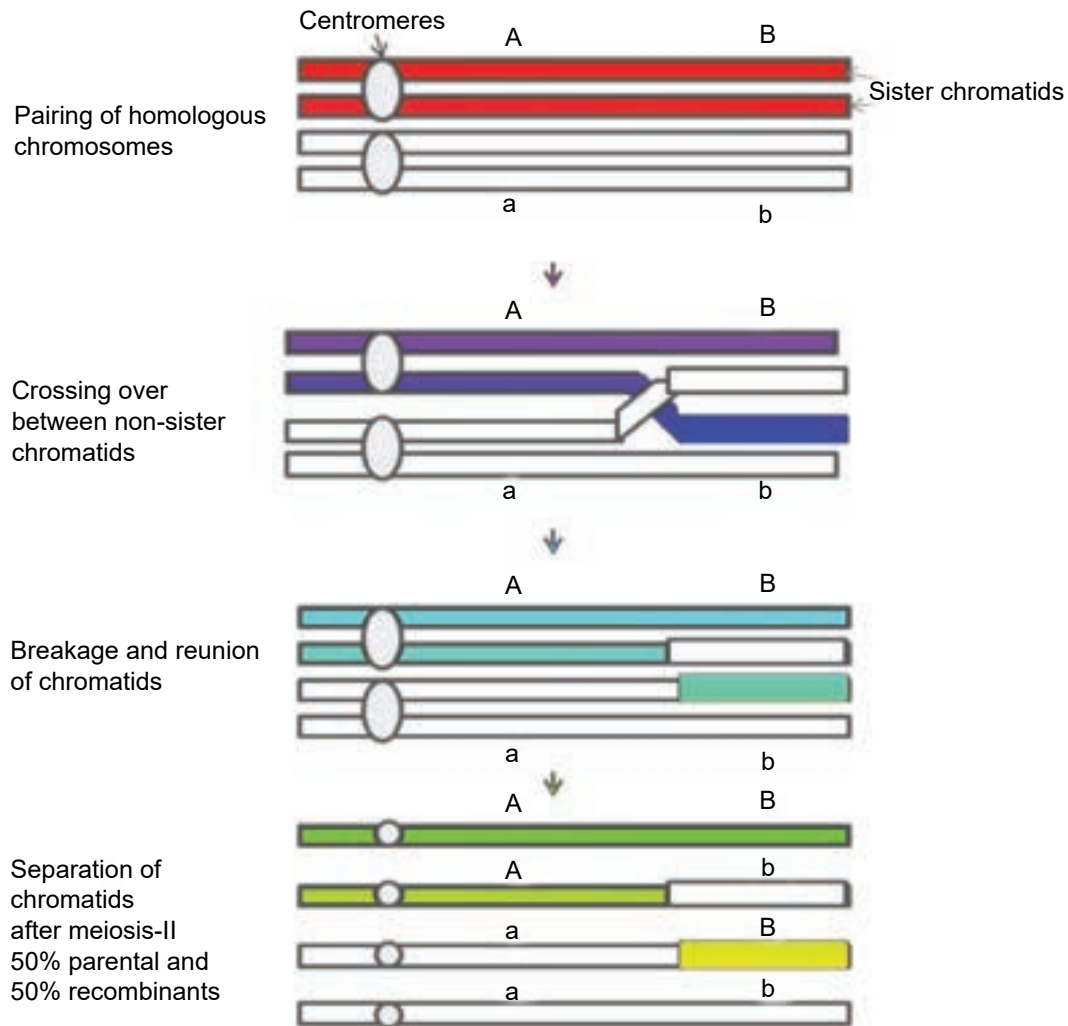 Centromeres
A B
Sister chromatids
Pairing of homologous
chromosomes
a
b
A B
Crossing over
between non-sister
chromatids
a b
A B
Breakage and reunion
of chromatids
a b
A B
Separation of
chromatids
after meiosis-II
50% parental and
50% recombinants
A b
a B
a b